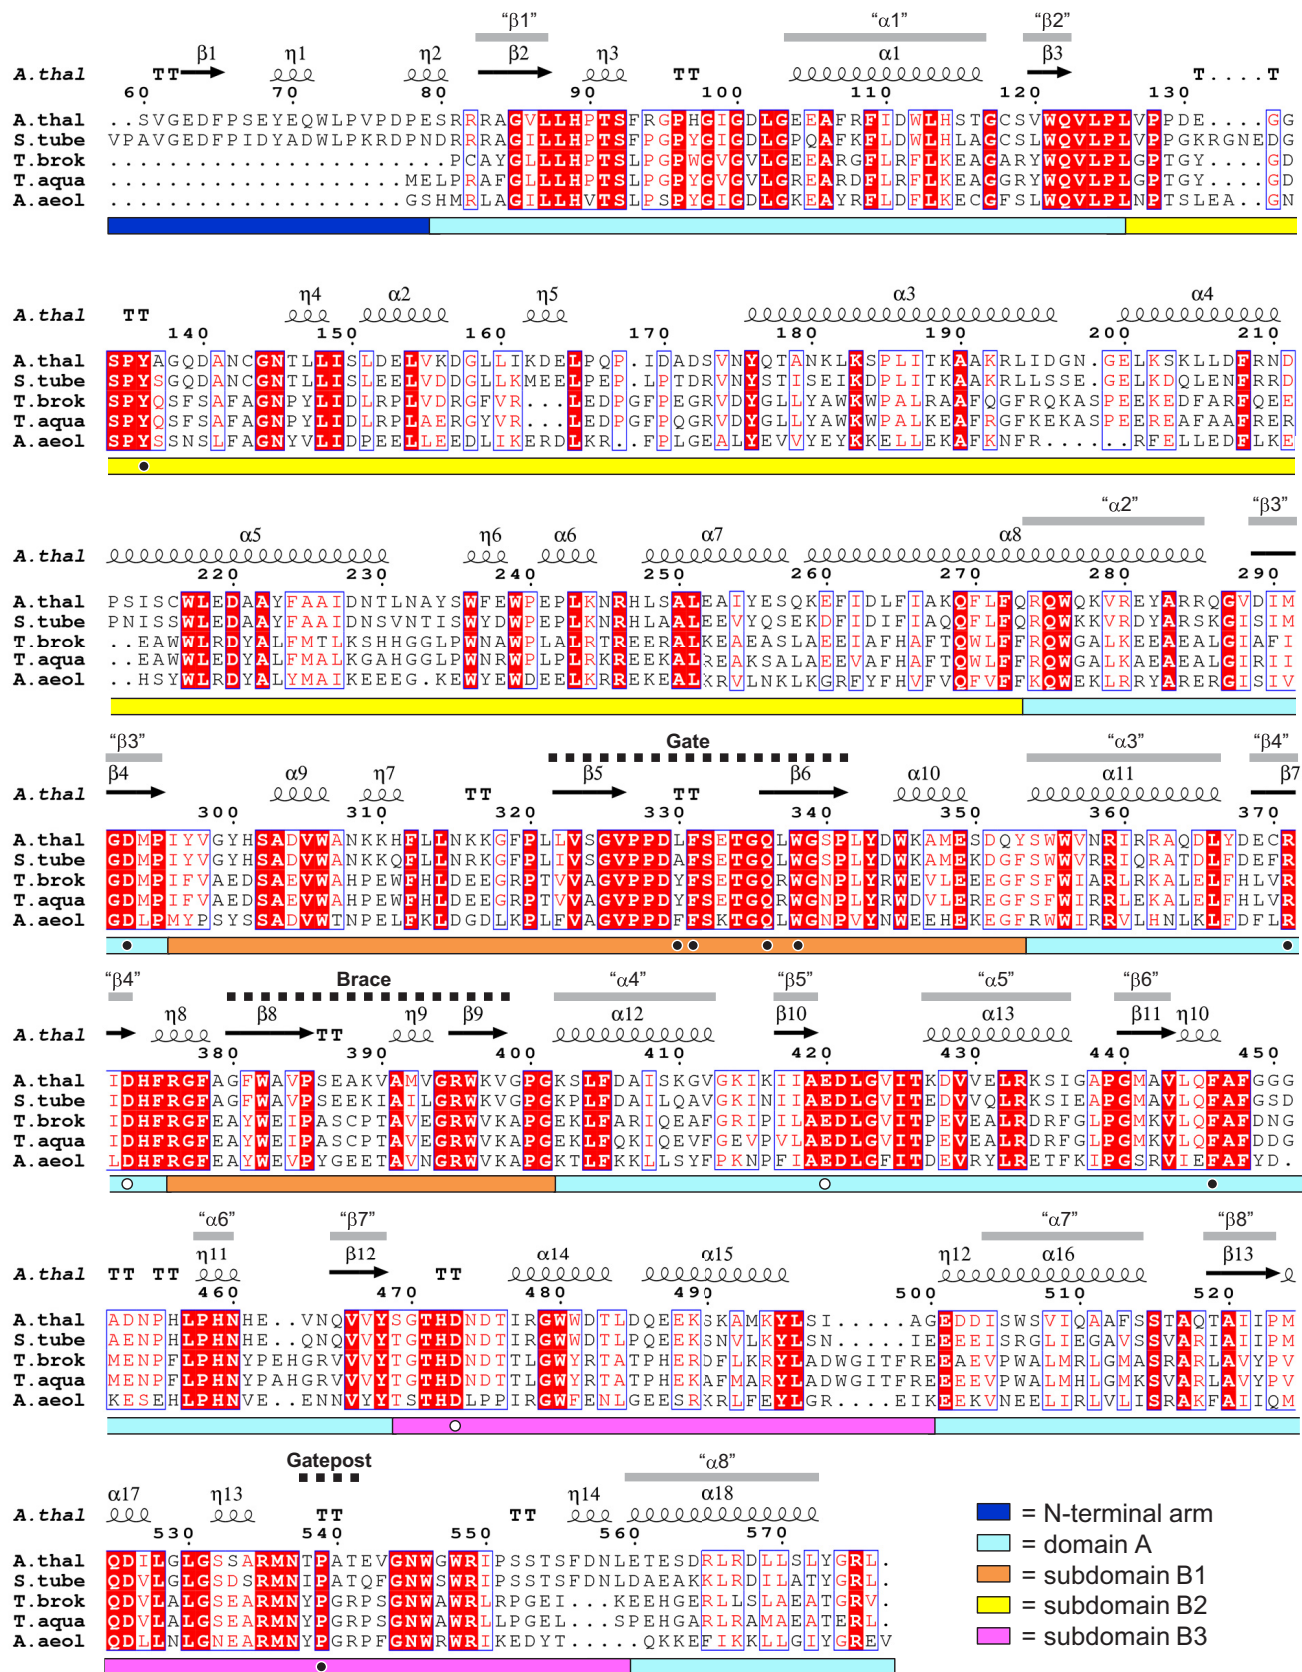 “β1” “α1” “β2”
β1 η1 η2 β2 η3 α1 β3
A.thal TT TT T....T
60 70 80 90 100 110 120 130
A.thal ..SVGEDFPSEYEQWLPVPDPESRRRAGVLLHPTSFRGPHGIGDLGEEAFRFIDWLHSTGCSVWQVLPLVPPDE....GG
S.tube VPAVGEDFPIDYADWLPKRDPNDRRRAGILLHPTSFPGPYGIGDLGPQAFKFLDWLHLAGCSLWQVLPLVPPGKRGNEDG
T.brok .......................PCAYGLLLHPTSLPGPWGVGVLGEEARGFLRFLKEAGARYWQVLPLGPTGY....GD
T.aqua ....................MELPRAFGLLLHPTSLPGPYGVGVLGREARDFLRFLKEAGGRYWQVLPLGPTGY....GD
A.aeol ....................GSHMRLAGILLHVTSLPSPYGIGDLGKEAYRFLDFLKECGFSLWQVLPLNPTSLEA..GN
η4 α2 η5 α3 α4
A.thal TT
140 150 160 170 180 190 200 210
A.thal SPYAGQDANCGNTLLISLDELVKDGLLIKDELPQP.IDADSVNYQTANKLKSPLITKAAKRLIDGN.GELKSKLLDFRND
S.tube SPYSGQDANCGNTLLISLEELVDDGLLKMEELPEP.LPTDRVNYSTISEIKDPLITKAAKRLLSSE.GELKDQLENFRRD
T.brok SPYQSFSAFAGNPYLIDLRPLVDRGFVR...LEDPGFPEGRVDYGLLYAWKWPALRAAFQGFRQKASPEEKEDFARFQEE
T.aqua SPYQSFSAFAGNPYLIDLRPLAERGYVR...LEDPGFPQGRVDYGLLYAWKWPALKEAFRGFKEKASPEEREAFAAFRER
A.aeol SPYSSNSLFAGNYVLIDPEELLEEDLIKERDLKR..FPLGEALYEVVYEYKKELLEKAFKNFR.....RFELLEDFLKE
“α2” “β3”
α5 η6 α6 α7 α8
A.thal
220 230 240 250 260 270 280 290
A.thal PSISCWLEDAAYFAAIDNTLNAYSWFEWPEPLKNRHLSALEAIYESQKEFIDLFIAKQFLFQRQWQKVREYARRQGVDIM
S.tube PNISSWLEDAAYFAAIDNSVNTISWYDWPEPLKNRHLAALEEVYQSEKDFIDIFIAQQFLFQRQWKKVRDYARSKGISIM
T.brok ..EAWWLRDYALFMTLKSHHGGLPWNAWPLALRTREEKALKEAEASLAEEIAFHAFTQWLFFRQWGALKEEAEALGIAFI
T.aqua ..EAWWLEDYALFMALKGAHGGLPWNRWPLPLRKREEKALREAKSALAEEVAFHAFTQWLFFRQWGALKAEAEALGIRII
A.aeol ..HSYWLRDYALYMAIKEEEG.KEWYEWDEELKRREKEALKRVLNKLKGRFYFHVFVQFVFFKQWEKLRRYARERGISIV
“β3” Gate “α3” “β4”
β4 α9 η7 β5 β6 α10 α11 β7
A.thal TT TT
300 310 320 330 340 350 360 370
A.thal GDMPIYVGYHSADVWANKKHFLLNKKGFPLLVSGVPPDLFSETGQLWGSPLYDWKAMESDQYSWWVNRIRRAQDLYDECR
S.tube GDMPIYVGYHSADVWANKKQFLLNRKGFPLIVSGVPPDAFSETGQLWGSPLYDWKAMEKDGFSWWVRRIQRATDLFDEFR
T.brok GDMPIFVAEDSAEVWAHPEWFHLDEEGRPTVVAGVPPDYFSETGQRWGNPLYRWEVLEEEGFSFWIARLRKALELFHLVR
T.aqua GDMPIFVAEDSAEVWAHPEWFHLDEEGRPTVVAGVPPDYFSETGQRWGNPLYRWDVLEREGFSFWIRRLEKALELFHLVR
A.aeol GDLPMYPSYSSADVWTNPELFKLDGDLKPLFVAGVPPDFFSKTGQLWGNPVYNWEEHEKEGFRWWIRRVLHNLKLFDFLR
“β4” Brace “α4” “β5” “α5” “β6”
η8 β8 η9 β9 α12 β10 α13 β11 η10
A.thal TT
380 390 400 410 420 430 440 450
A.thal IDHFRGFAGFWAVPSEAKVAMVGRWKVGPGKSLFDAISKGVGKIKIIAEDLGVITKDVVELRKSIGAPGMAVLQFAFGGG
S.tube IDHFRGFAGFWAVPSEEKIAILGRWKVGPGKPLFDAILQAVGKINIIAEDLGVITEDVVQLRKSIEAPGMAVLQFAFGSD
T.brok IDHFRGFEAYWEIPASCPTAVEGRWVKAPGEKLFARIQEAFGRIPILAEDLGVITPEVEALRDRFGLPGMKVLQFAFDNG
T.aqua IDHFRGFEAYWEIPASCPTAVEGRWVKAPGEKLFQKIQEVFGEVPVLAEDLGVITPEVEALRDRFGLPGMKVLQFAFDDG
A.aeol LDHFRGFEAYWEVPYGEETAVNGRWVKAPGKTLFKKLLSYFPKNPFIAEDLGFITDEVRYLRETFKIPGSRVIEFAFYD.
“α6” “β7” “α7” “β8”
η11 β12 α14 α15 η12 α16 β13
A.thal TT TT TT
460 470 480 490 500 510 520
A.thal ADNPHLPHNHE..VNQVVYSGTHDNDTIRGWWDTLDQEEKSKAMKYLSI.....AGEDDISWSVIQAAFSSTAQTAIIPM
S.tube AENPHLPHNHE..QNQVVYTGTHDNDTIRGWWDTLPQEEKSNVLKYLSN.....IEEEEISRGLIEGAVSSVARIAIIPM
T.brok MENPFLPHNYPEHGRVVVYTGTHDNDTTLGWYRTATPHERDFLKRYLADWGITFREEAEVPWALMRLGMASRARLAVYPV
T.aqua MENPFLPHNYPAHGRVVVYTGTHDNDTTLGWYRTATPHEKAFMARYLADWGITFREEEEVPWALMHLGMKSVARLAVYPV
A.aeol KESEHLPHNVE..ENNVYYTSTHDLPPIRGWFENLGEESRKRLFEYLGR....EIKEEKVNEELIRLVLISRAKFAIIQM
Gatepost “α8”
α17 η13 η14 α18
A.thal TT TT
530 540 550 560 570
A.thal QDILGLGSSARMNTPATEVGNWGWRIPSSTSFDNLETESDRLRDLLSLYGRL.
S.tube QDVLGLGSDSRMNIPATQFGNWSWRIPSSTSFDNLDAEAKKLRDILATYGRL.
T.brok QDVLALGSEARMNYPGRPSGNWAWRLRPGEI...KEEHGERLLSLAEATGRV.
T.aqua QDVLALGSEARMNYPGRPSGNWAWRLLPGEL...SPEHGARLRAMAEATERL.
A.aeol QDLLNLGNEARMNYPGRPFGNWRWRIKEDYT.....QKKEFIKKLLGIYGREV
= N-terminal arm
= domain A
= subdomain B1
= subdomain B2
= subdomain B3